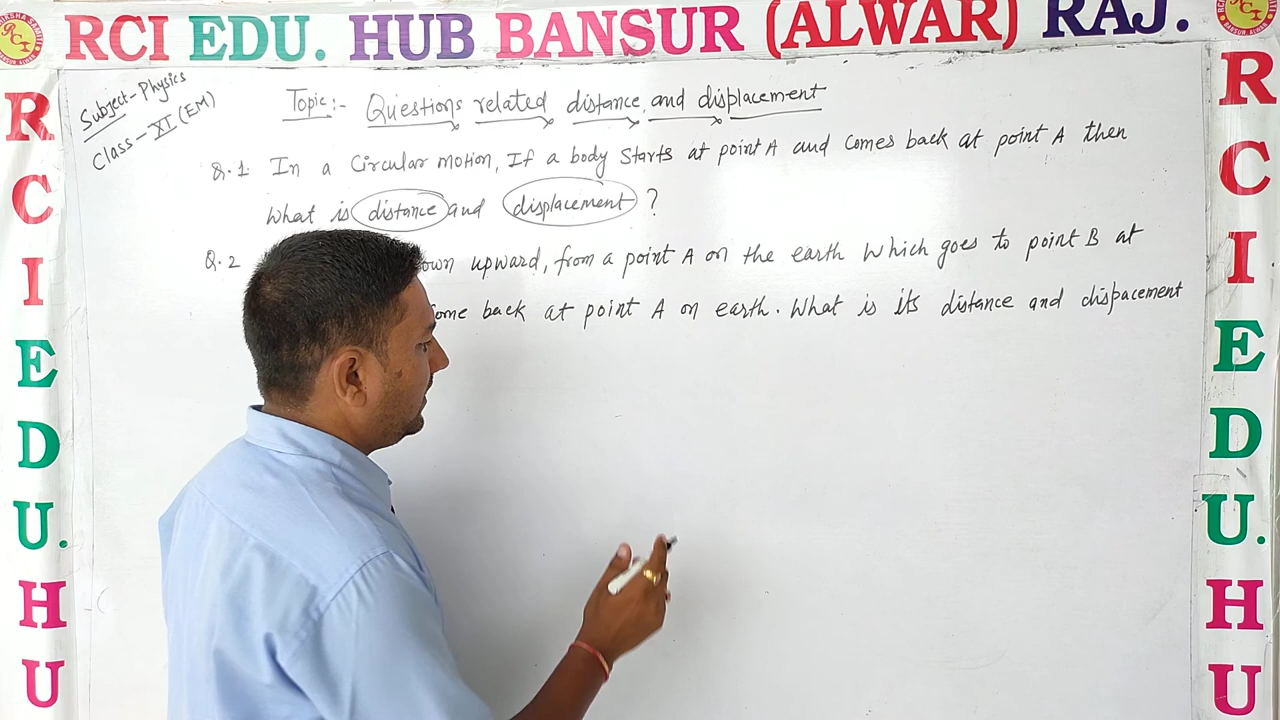 RCI EDU. HUB BANSUR (ALWAR) RAJ.
R
C
I
E
D
U.
H
U
Subject-Physics
Class-XI (EM)
Topic:- Questions related distance and displacement
Q.1. In a Circular motion, If a body Starts at point A and Comes back at point A then
What is distance and displacement ?
Q.2 upward, from a point A on the earth Which goes to point B at
back at point A on earth. What is its distance and dispacement
R
C
I
E
D
U.
H
U